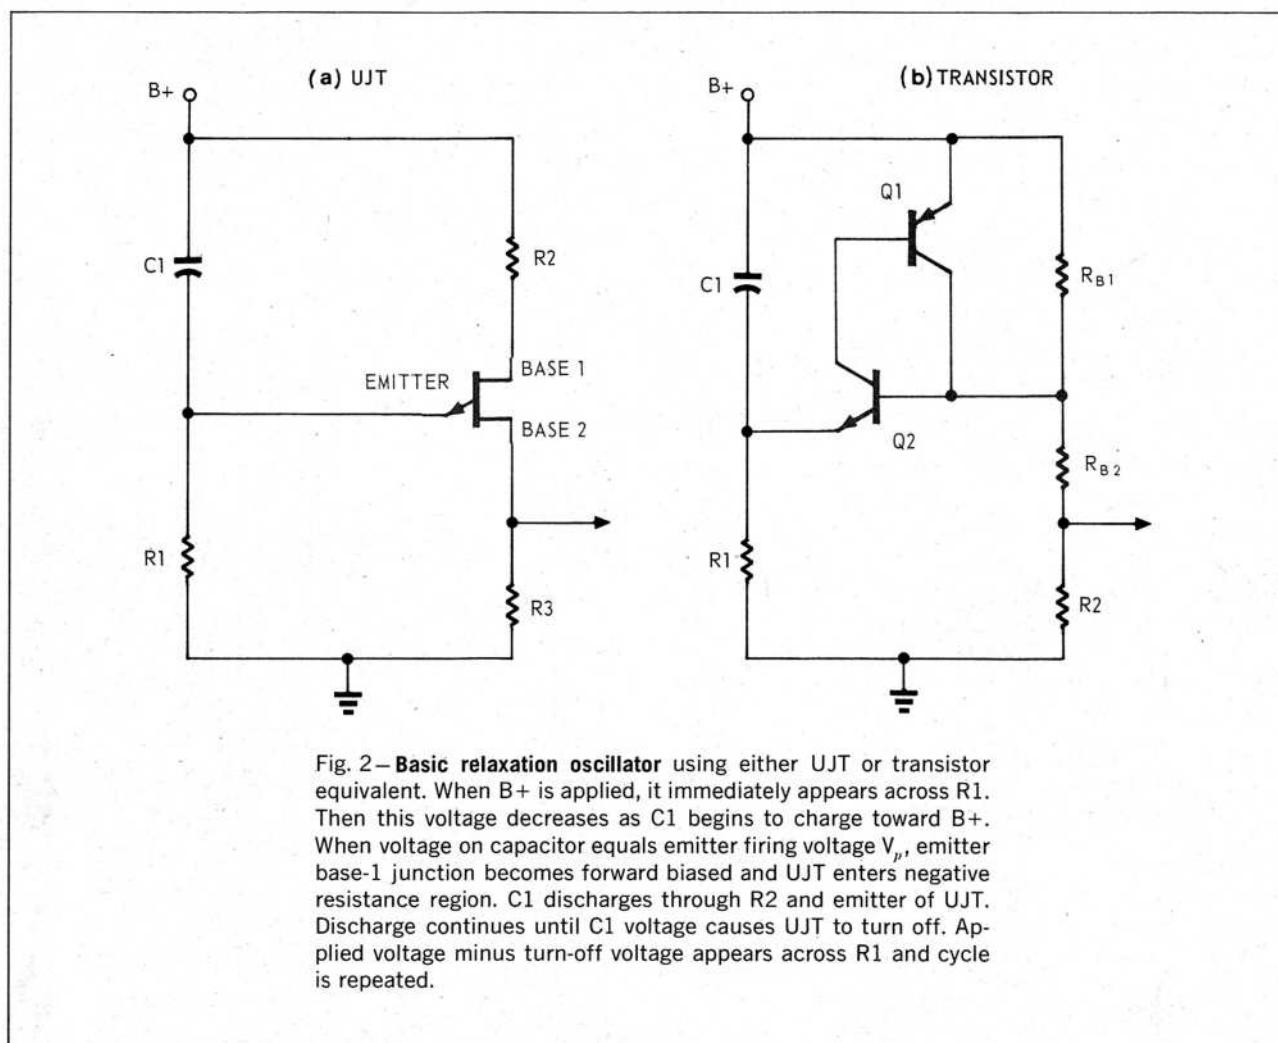 (a) UJT
B+
C1
R2
EMITTER
BASE 1
BASE 2
R1
R3
(b) TRANSISTOR
B+
Q1
C1
RB1
Q2
RB2
R1
R2
Fig. 2—Basic relaxation oscillator using either UJT or transistor
equivalent. When B+ is applied, it immediately appears across R1.
Then this voltage decreases as C1 begins to charge toward B+.
When voltage on capacitor equals emitter firing voltage Vp, emitter
base-1 junction becomes forward biased and UJT enters negative
resistance region. C1 discharges through R2 and emitter of UJT.
Discharge continues until C1 voltage causes UJT to turn off. Ap-
plied voltage minus turn-off voltage appears across R1 and cycle
is repeated.